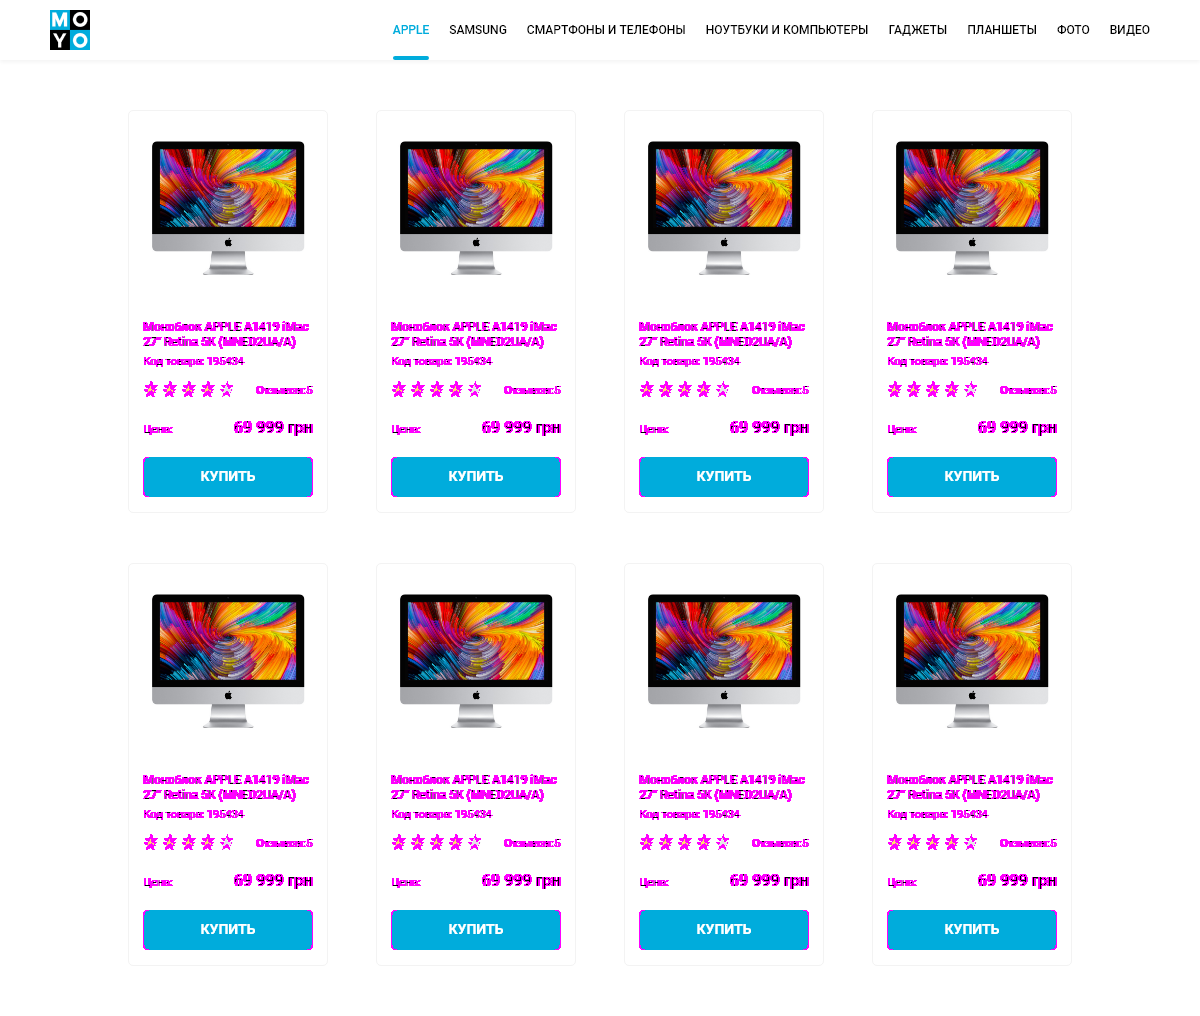 MOYO
APPLE SAMSUNG СМАРТФОНЫ И ТЕЛЕФОНЫ НОУТБУКИ И КОМПЬЮТЕРЫ ГАДЖЕТЫ ПЛАНШЕТЫ ФОТО ВИДЕО
Моноблок APPLE A1419 iMac
27" Retina 5K (MNED2UA/A)
Код товара: 195434
Отзывов: 5
Цена: 69 999 грн
КУПИТЬ
Моноблок APPLE A1419 iMac
27" Retina 5K (MNED2UA/A)
Код товара: 195434
Отзывов: 5
Цена: 69 999 грн
КУПИТЬ
Моноблок APPLE A1419 iMac
27" Retina 5K (MNED2UA/A)
Код товара: 195434
Отзывов: 5
Цена: 69 999 грн
КУПИТЬ
Моноблок APPLE A1419 iMac
27" Retina 5K (MNED2UA/A)
Код товара: 195434
Отзывов: 5
Цена: 69 999 грн
КУПИТЬ
Моноблок APPLE A1419 iMac
27" Retina 5K (MNED2UA/A)
Код товара: 195434
Отзывов: 5
Цена: 69 999 грн
КУПИТЬ
Моноблок APPLE A1419 iMac
27" Retina 5K (MNED2UA/A)
Код товара: 195434
Отзывов: 5
Цена: 69 999 грн
КУПИТЬ
Моноблок APPLE A1419 iMac
27" Retina 5K (MNED2UA/A)
Код товара: 195434
Отзывов: 5
Цена: 69 999 грн
КУПИТЬ
Моноблок APPLE A1419 iMac
27" Retina 5K (MNED2UA/A)
Код товара: 195434
Отзывов: 5
Цена: 69 999 грн
КУПИТЬ